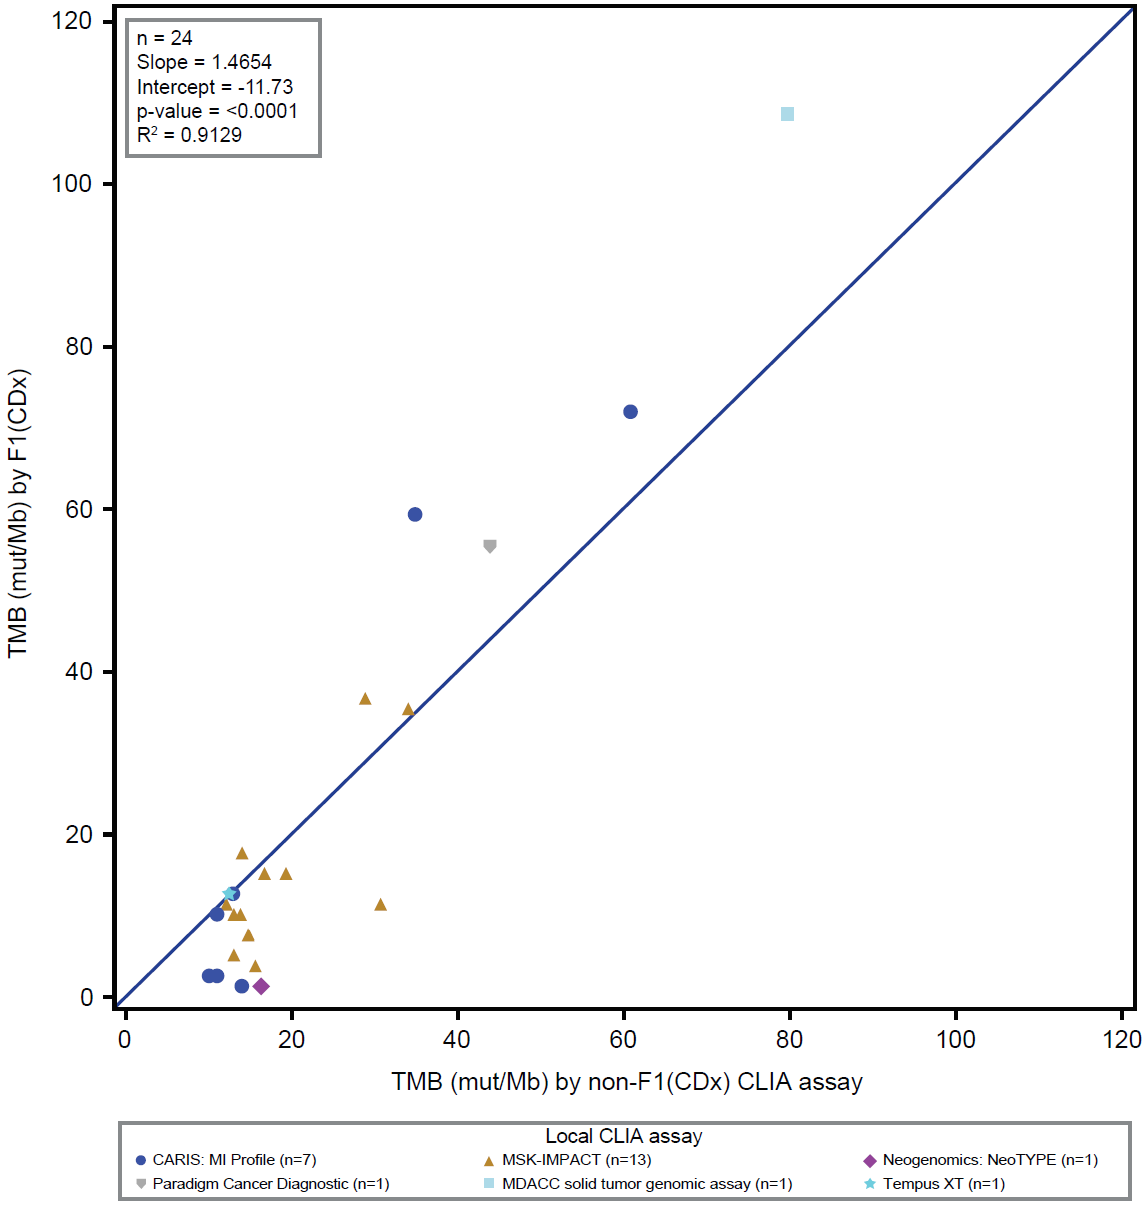 n = 24
Slope = 1.4654
Intercept = -11.73
p-value = <0.0001
R² = 0.9129
120
100
80
60
40
20
0
TMB (mut/Mb) by F1(CDx)
0 20 40 60 80 100 120
TMB (mut/Mb) by non-F1(CDx) CLIA assay
Local CLIA assay
CARIS: MI Profile (n=7) MSK-IMPACT (n=13) Neogenomics: NeoTYPE (n=1)
Paradigm Cancer Diagnostic (n=1) MDACC solid tumor genomic assay (n=1) Tempus XT (n=1)